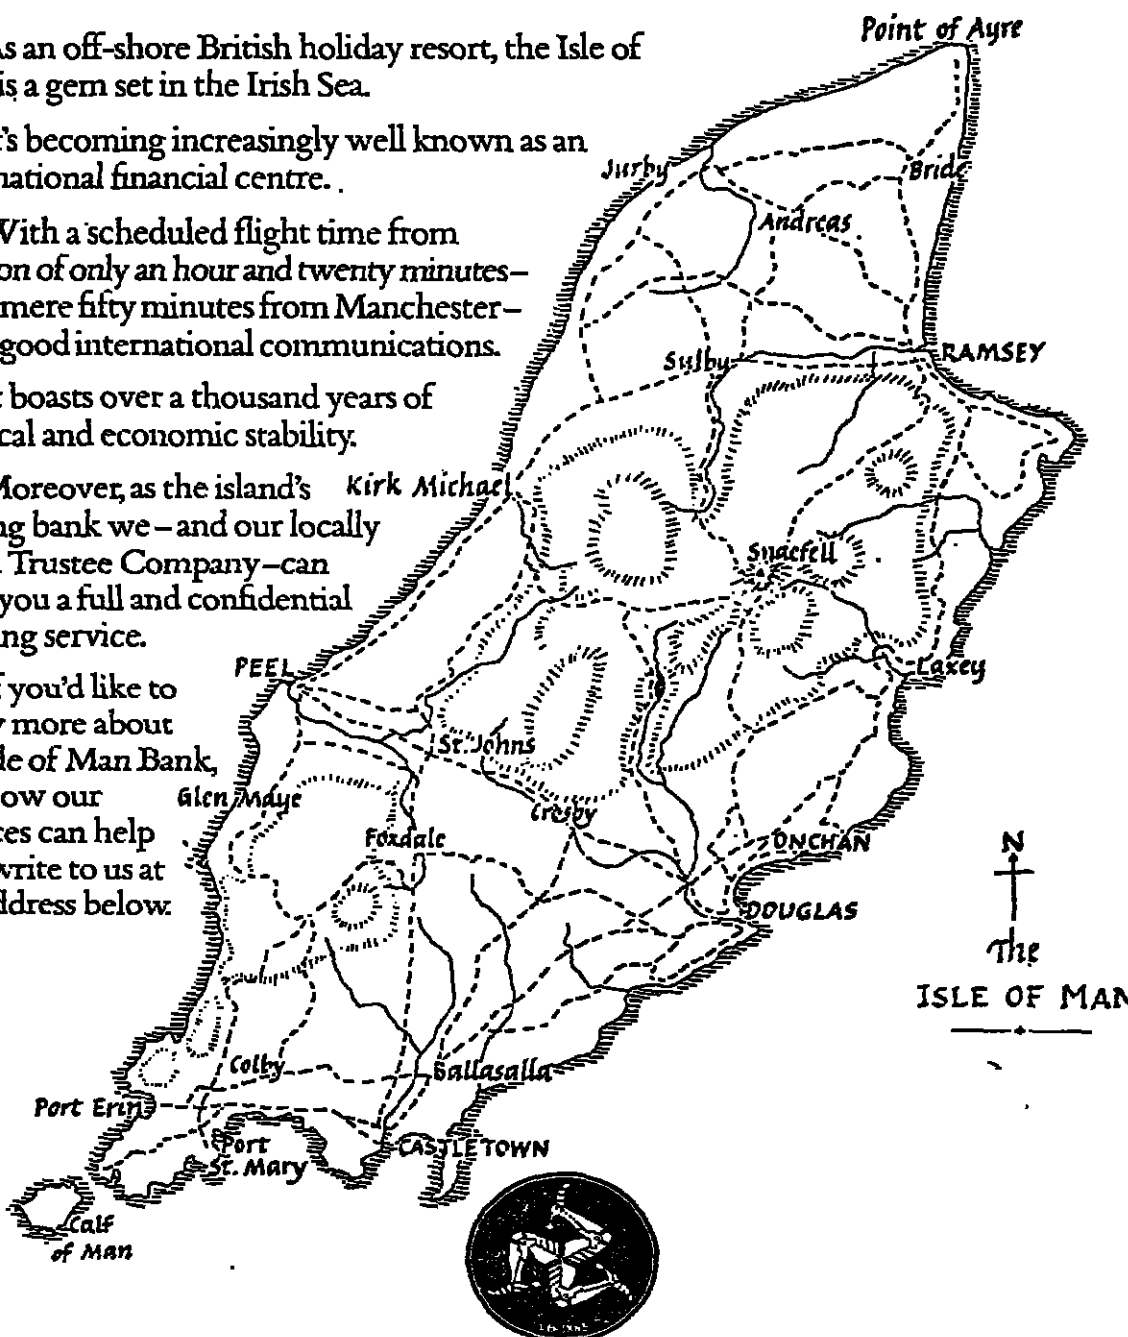 As an off-shore British holiday resort, the Isle of
is a gem set in the Irish Sea.
t's becoming increasingly well known as an
national financial centre.
With a scheduled flight time from
on of only an hour and twenty minutes–
mere fifty minutes from Manchester–
good international communications.
t boasts over a thousand years of
cal and economic stability.
Moreover, as the island's
ng bank we – and our locally
Trustee Company–can
you a full and confidential
ing service.
f you'd like to
more about
le of Man Bank,
ow our
ces can help
write to us at
ddress below.
Point of Ayre
Jurby
Bride
Andreas
Sulby
RAMSEY
Kirk Michael
Snaefell
PEEL
Laxey
St. Johns
Glen Maye
Crosby
Foxdale
ONCHAN
DOUGLAS
N
The
ISLE OF MAN
Colby
Ballasalla
Port Erin
Port
St. Mary
CASTLETOWN
Calf
of Man